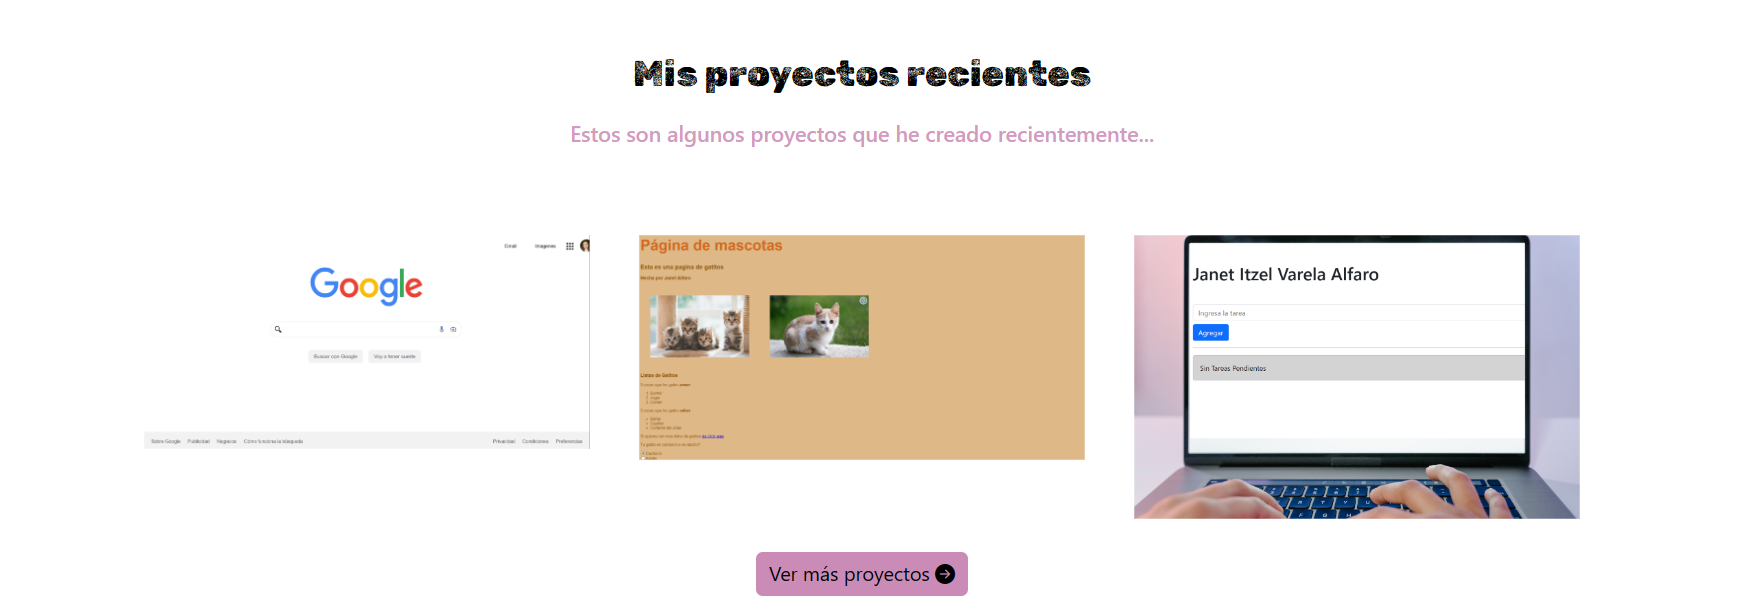 Mis proyectos recientes
Estos son algunos proyectos que he creado recientemente...
Gmail Imágenes
Google
Buscar con Google Voy a tener suerte
Sobre Google Publicidad Negocios Cómo funciona la búsqueda Privacidad Condiciones Preferencias
Página de mascotas
Esta es una pagina de gatitos
Hecha por Janet Alfaro
Listas de Gatitos
Janet Itzel Varela Alfaro
Ingresa la tarea
Agregar
Sin Tareas Pendientes
Ver más proyectos